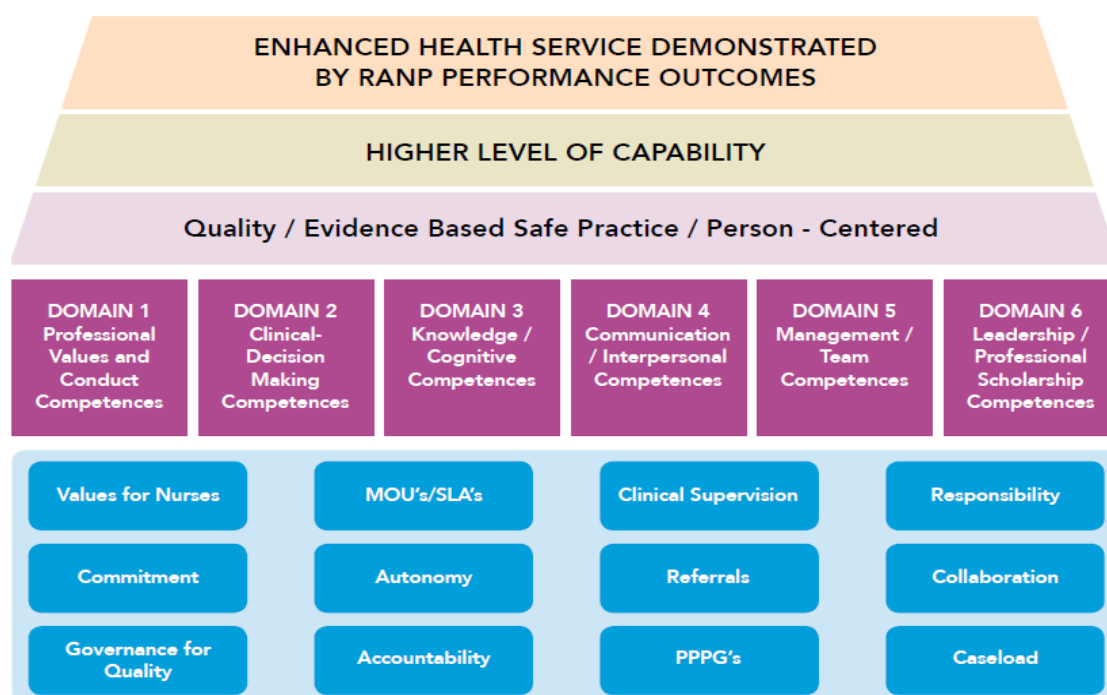 ENHANCED HEALTH SERVICE DEMONSTRATED
BY RANP PERFORMANCE OUTCOMES
HIGHER LEVEL OF CAPABILITY
Quality / Evidence Based Safe Practice / Person - Centered
DOMAIN 1
Professional
Values and
Conduct
Competences
DOMAIN 2
Clinical-
Decision
Making
Competences
DOMAIN 3
Knowledge /
Cognitive
Competences
DOMAIN 4
Communication
/ Interpersonal
Competences
DOMAIN 5
Management /
Team
Competences
DOMAIN 6
Leadership /
Professional
Scholarship
Competences
Values for Nurses
MOU's/SLA's
Clinical Supervision
Responsibility
Commitment
Autonomy
Referrals
Collaboration
Governance for
Quality
Accountability
PPPG's
Caseload